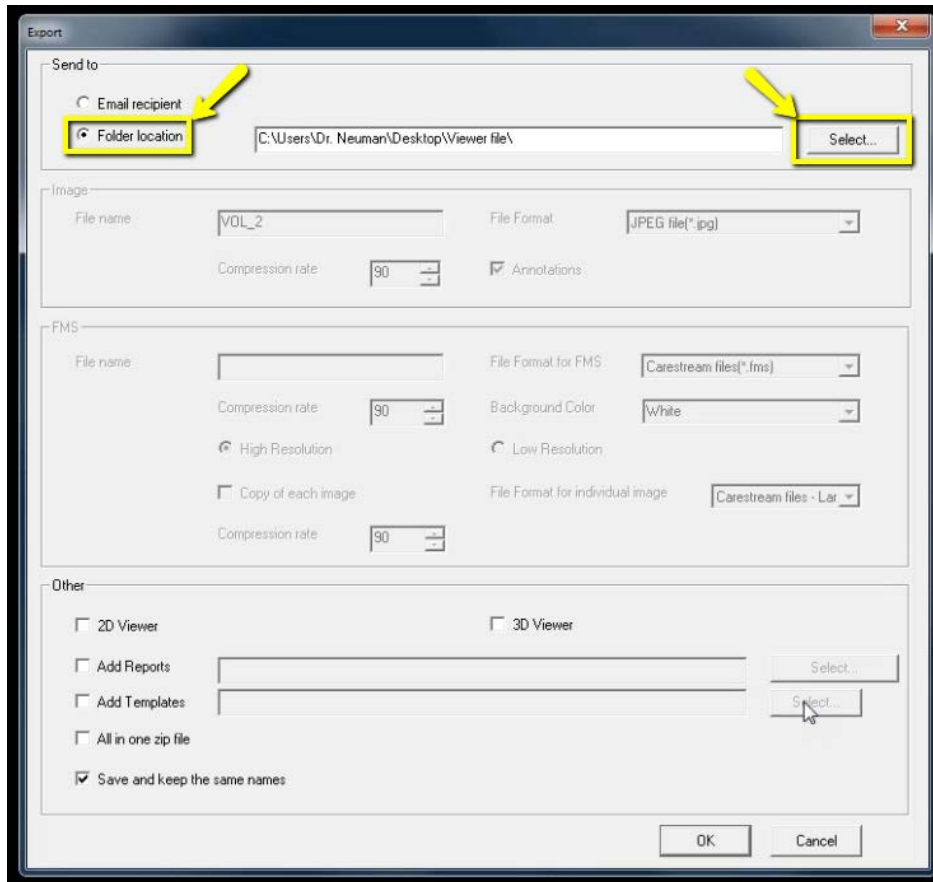 Export
Send to
Email recipient
Folder location C:\Users\Dr. Neuman\Desktop\Viewer file\ Select...
Image
File name VOL_2 File Format JPEG file(*.jpg)
Compression rate 90 Annotations
FMS
File name File Format for FMS Carestream files(*.fms)
Compression rate 90 Background Color White
High Resolution Low Resolution
Copy of each image File Format for individual image Carestream files - Lar
Compression rate 90
Other
2D Viewer 3D Viewer
Add Reports Select...
Add Templates Select...
All in one zip file
Save and keep the same names
OK Cancel